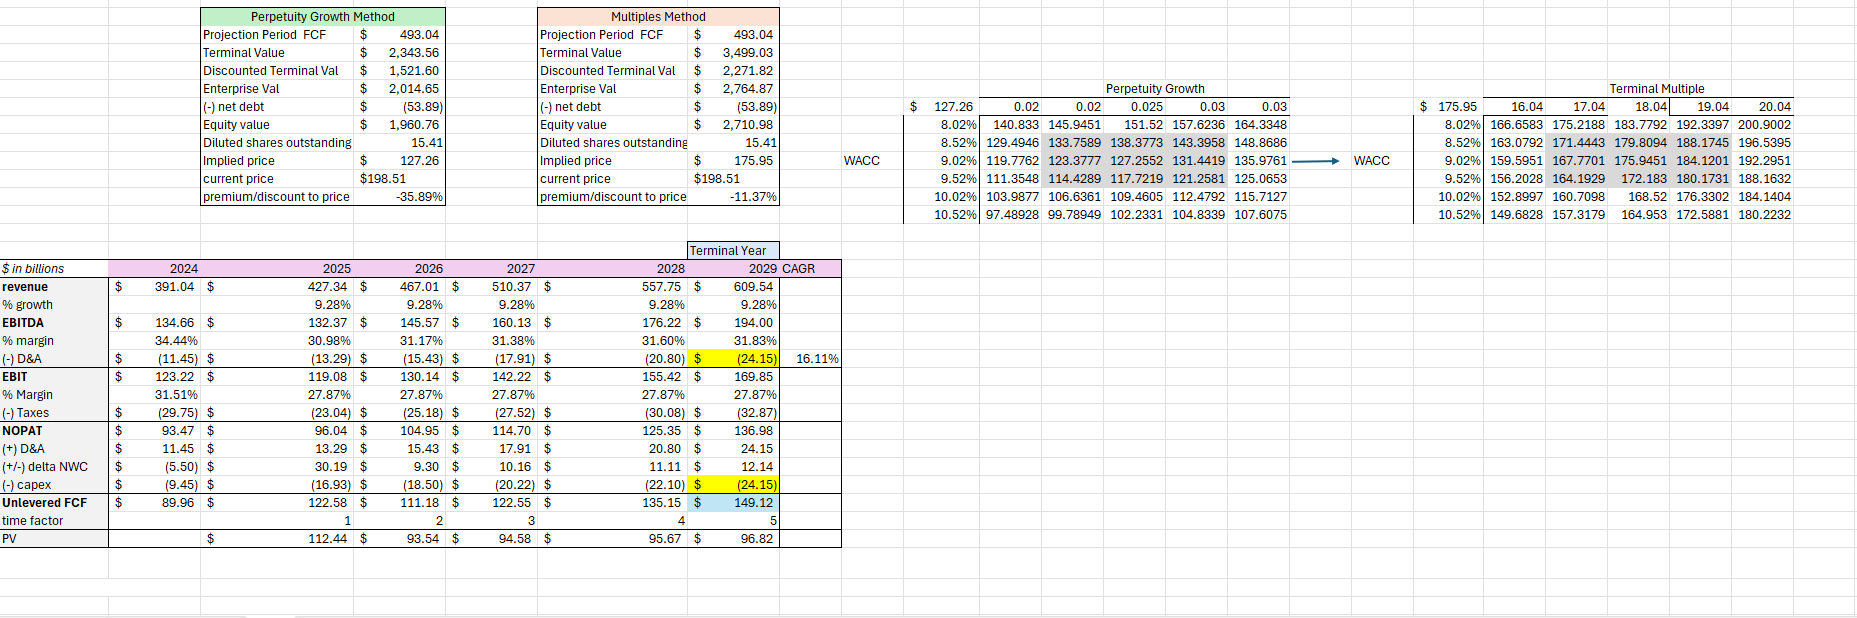 Perpetuity Growth Method Multiples Method
Projection Period FCF $ 493.04 Projection Period FCF $ 493.04
Terminal Value $ 2,343.56 Terminal Value $ 3,499.03
Discounted Terminal Val $ 1,521.60 Discounted Terminal Val $ 2,271.82
Enterprise Val $ 2,014.65 Enterprise Val $ 2,764.87 Perpetuity Growth Terminal Multiple
(-) net debt $ (53.89) (-) net debt $ (53.89) $ 127.26 0.02 0.02 0.025 0.03 0.03 $ 175.95 16.04 17.04 18.04 19.04 20.04
Equity value $ 1,960.76 Equity value $ 2,710.98 8.02% 140.833 145.9451 151.52 157.6236 164.3348 8.02% 166.6583 175.2188 183.7792 192.3397 200.9002
Diluted shares outstanding 15.41 Diluted shares outstanding 15.41 8.52% 129.4946 133.7589 138.3773 143.3958 148.8686 8.52% 163.0792 171.4443 179.8094 188.1745 196.5395
Implied price $ 127.26 Implied price $ 175.95 WACC 9.02% 119.7762 123.3777 127.2552 131.4419 135.9761 WACC 9.02% 159.5951 167.7701 175.9451 184.1201 192.2951
current price $198.51 current price $198.51 9.52% 111.3548 114.4289 117.7219 121.2581 125.0653 9.52% 156.2028 164.1929 172.183 180.1731 188.1632
premium/discount to price -35.89% premium/discount to price -11.37% 10.02% 103.9877 106.6361 109.4605 112.4792 115.7127 10.02% 152.8997 160.7098 168.52 176.3302 184.1404
10.52% 97.48928 99.78949 102.2331 104.8339 107.6075 10.52% 149.6828 157.3179 164.953 172.5881 180.2232
Terminal Year
$ in billions 2024 2025 2026 2027 2028 2029 CAGR
revenue $ 391.04 $ 427.34 $ 467.01 $ 510.37 $ 557.75 $ 609.54
% growth 9.28% 9.28% 9.28% 9.28% 9.28%
EBITDA $ 134.66 $ 132.37 $ 145.57 $ 160.13 $ 176.22 $ 194.00
% margin 34.44% 30.98% 31.17% 31.38% 31.60% 31.83%
(-) D&A $ (11.45) $ (13.29) $ (15.43) $ (17.91) $ (20.80) $ (24.15) 16.11%
EBIT $ 123.22 $ 119.08 $ 130.14 $ 142.22 $ 155.42 $ 169.85
% Margin 31.51% 27.87% 27.87% 27.87% 27.87% 27.87%
(-) Taxes $ (29.75) $ (23.04) $ (25.18) $ (27.52) $ (30.08) $ (32.87)
NOPAT $ 93.47 $ 96.04 $ 104.95 $ 114.70 $ 125.35 $ 136.98
(+) D&A $ 11.45 $ 13.29 $ 15.43 $ 17.91 $ 20.80 $ 24.15
(+/-) delta NWC $ (5.50) $ 30.19 $ 9.30 $ 10.16 $ 11.11 $ 12.14
(-) capex $ (9.45) $ (16.93) $ (18.50) $ (20.22) $ (22.10) $ (24.15)
Unlevered FCF $ 89.96 $ 122.58 $ 111.18 $ 122.55 $ 135.15 $ 149.12
time factor 1 2 3 4 5
PV $ 112.44 $ 93.54 $ 94.58 $ 95.67 $ 96.82